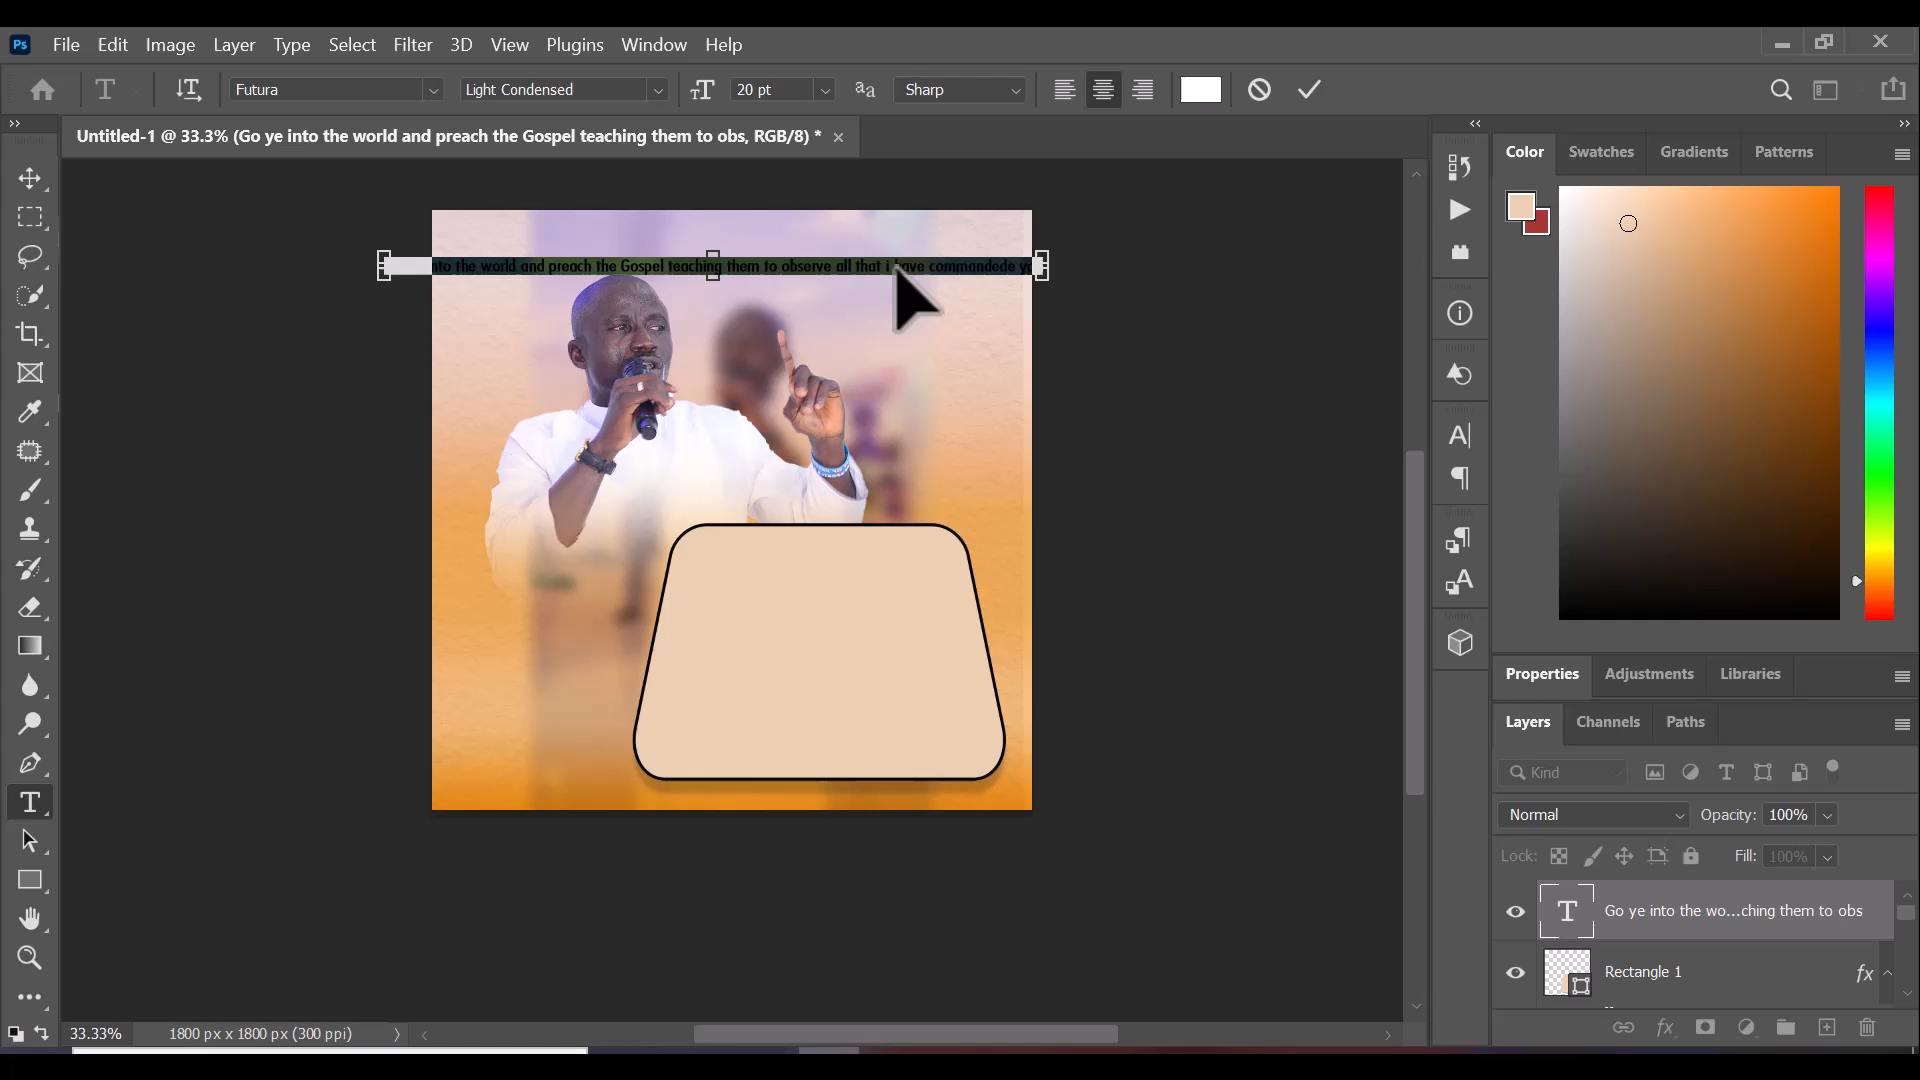 Ps File Edit Image Layer Type Select Filter 3D View Plugins Window Help
Futura Light Condensed 20 pt Sharp
Untitled-1 @ 33.3% (Go ye into the world and preach the Gospel teaching them to obs, RGB/8) *
Color Swatches Gradients Patterns
into the world and preach the Gospel teaching them to observe all that i have commandede
Properties Adjustments Libraries
Layers Channels Paths
Kind
Normal Opacity: 100%
Lock: Fill: 100%
Go ye into the wo...ching them to obs
Rectangle 1 fx
33.33% 1800 px x 1800 px (300 ppi)